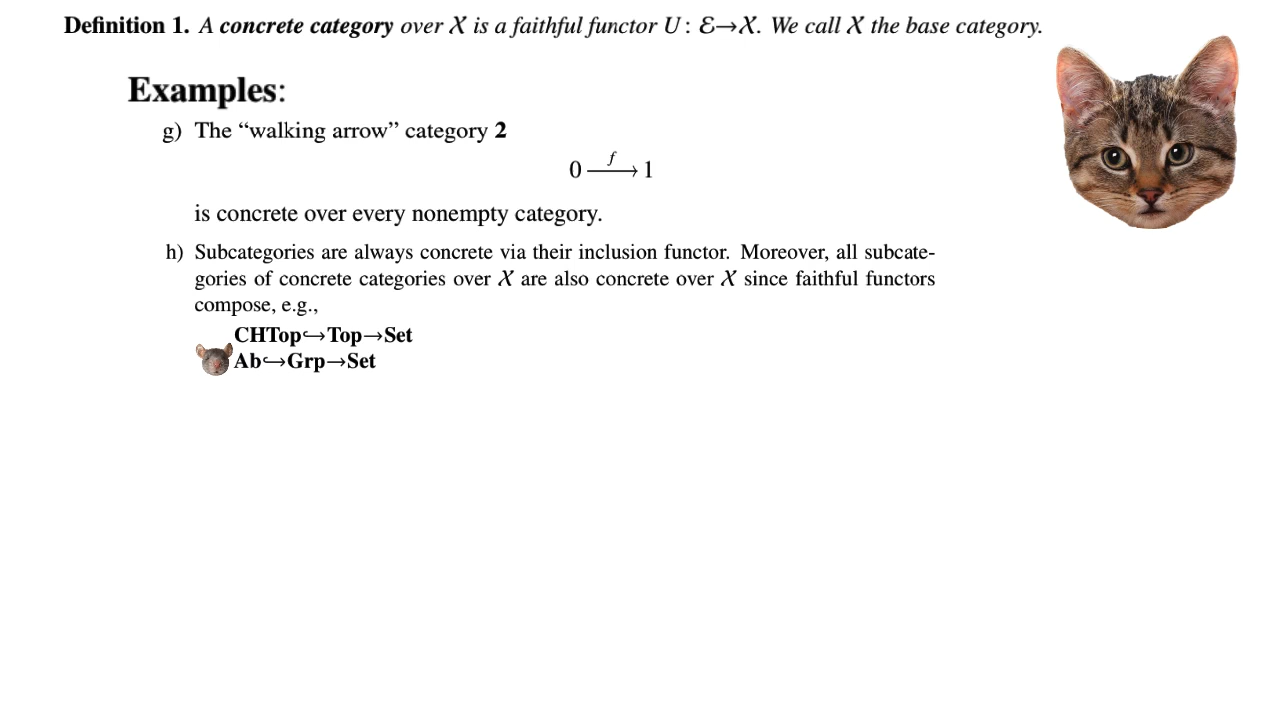 Definition 1. A concrete category over X is a faithful functor U : Ɛ→X. We call X the base category.
Examples:
g) The “walking arrow” category 2
0 —f→ 1
is concrete over every nonempty category.
h) Subcategories are always concrete via their inclusion functor. Moreover, all subcate-
gories of concrete categories over X are also concrete over X since faithful functors
compose, e.g.,
CHTop↪Top→Set
Ab↪Grp→Set